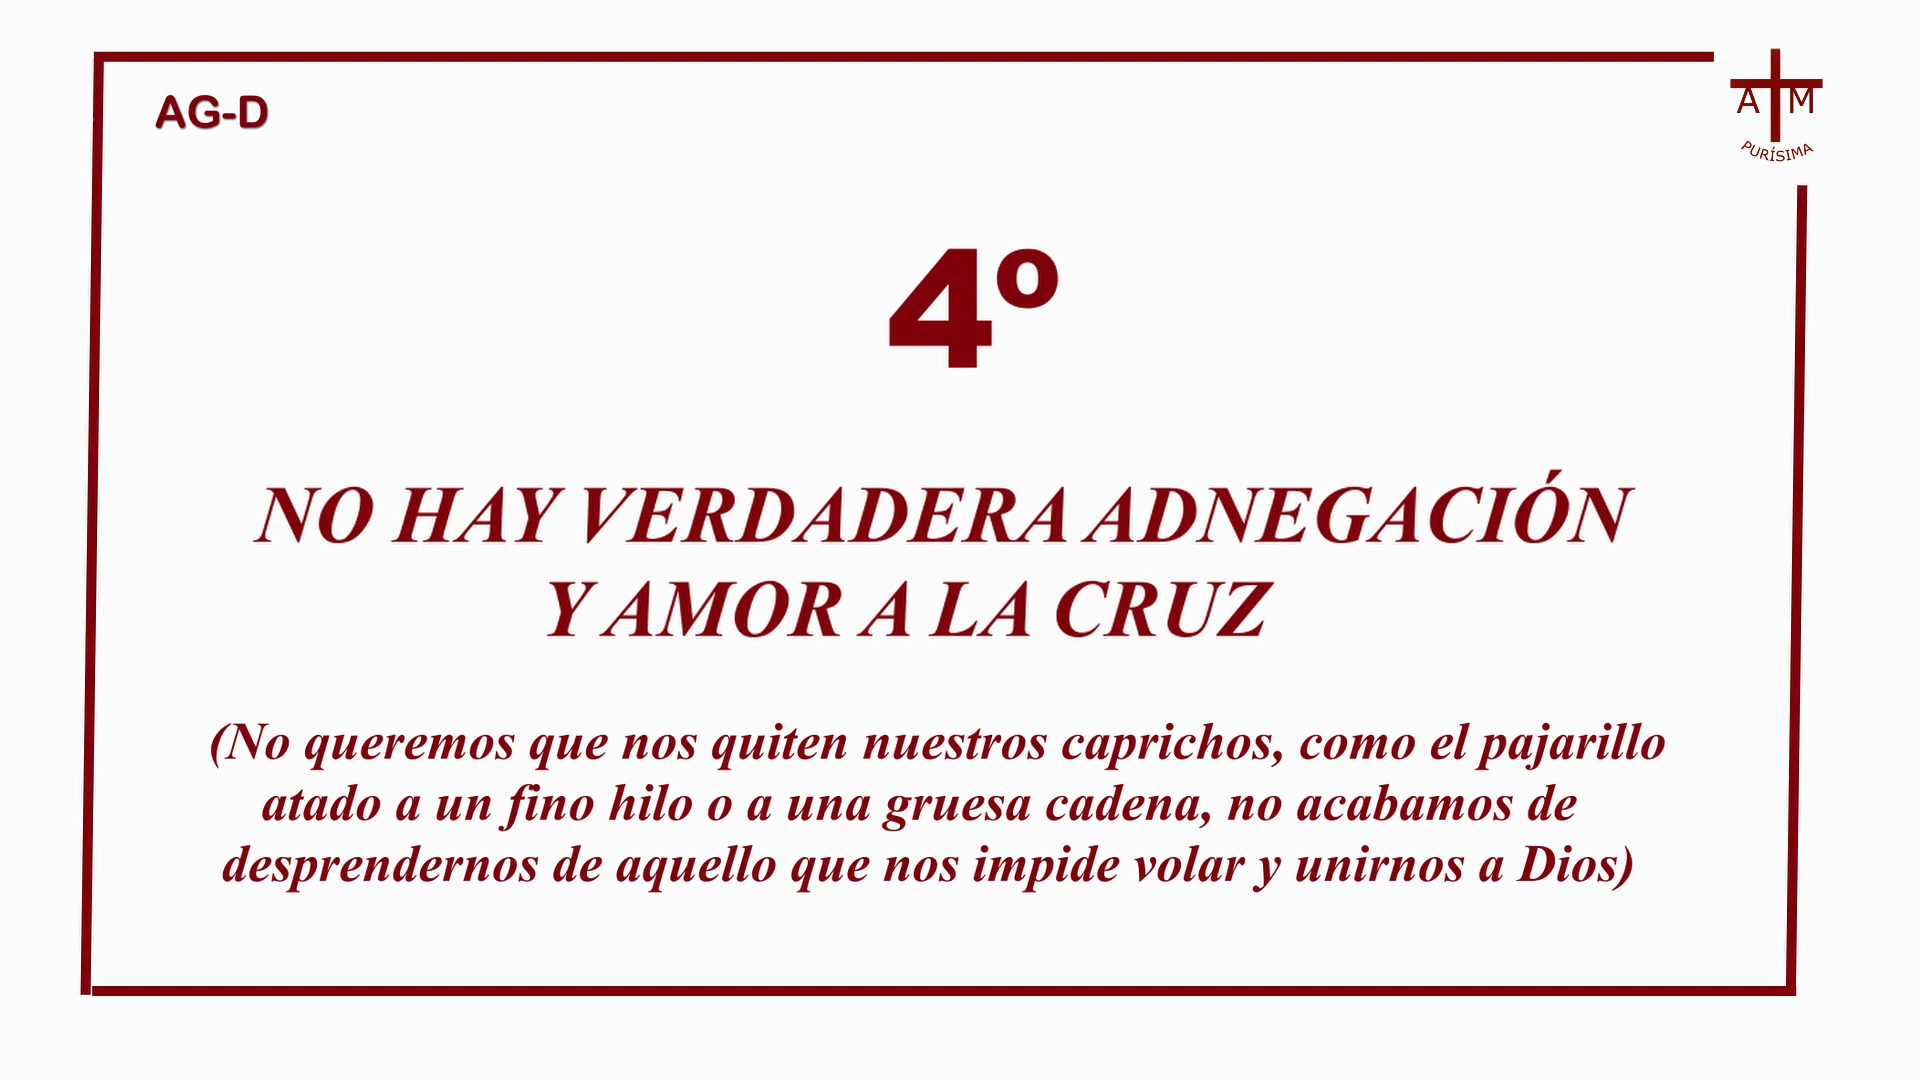 AG-D
A M
PURÍSIMA
4º
NO HAY VERDADERA ADNEGACIÓN
Y AMOR A LA CRUZ
(No queremos que nos quiten nuestros caprichos, como el pajarillo
atado a un fino hilo o a una gruesa cadena, no acabamos de
desprendernos de aquello que nos impide volar y unirnos a Dios)